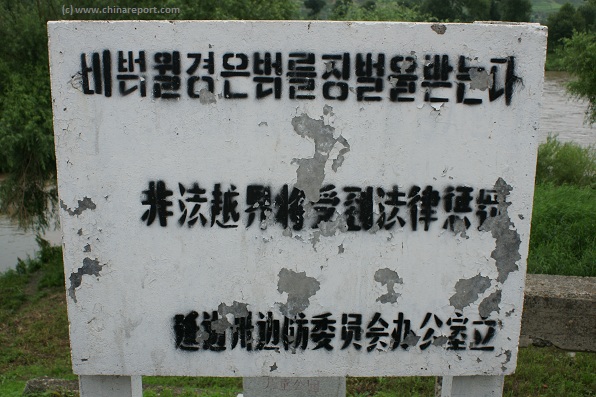 (c) www.chinareport.com
비법월경은법률징벌을받는다
非法越界将受到法律惩罚
延边州边防委员会办公室立